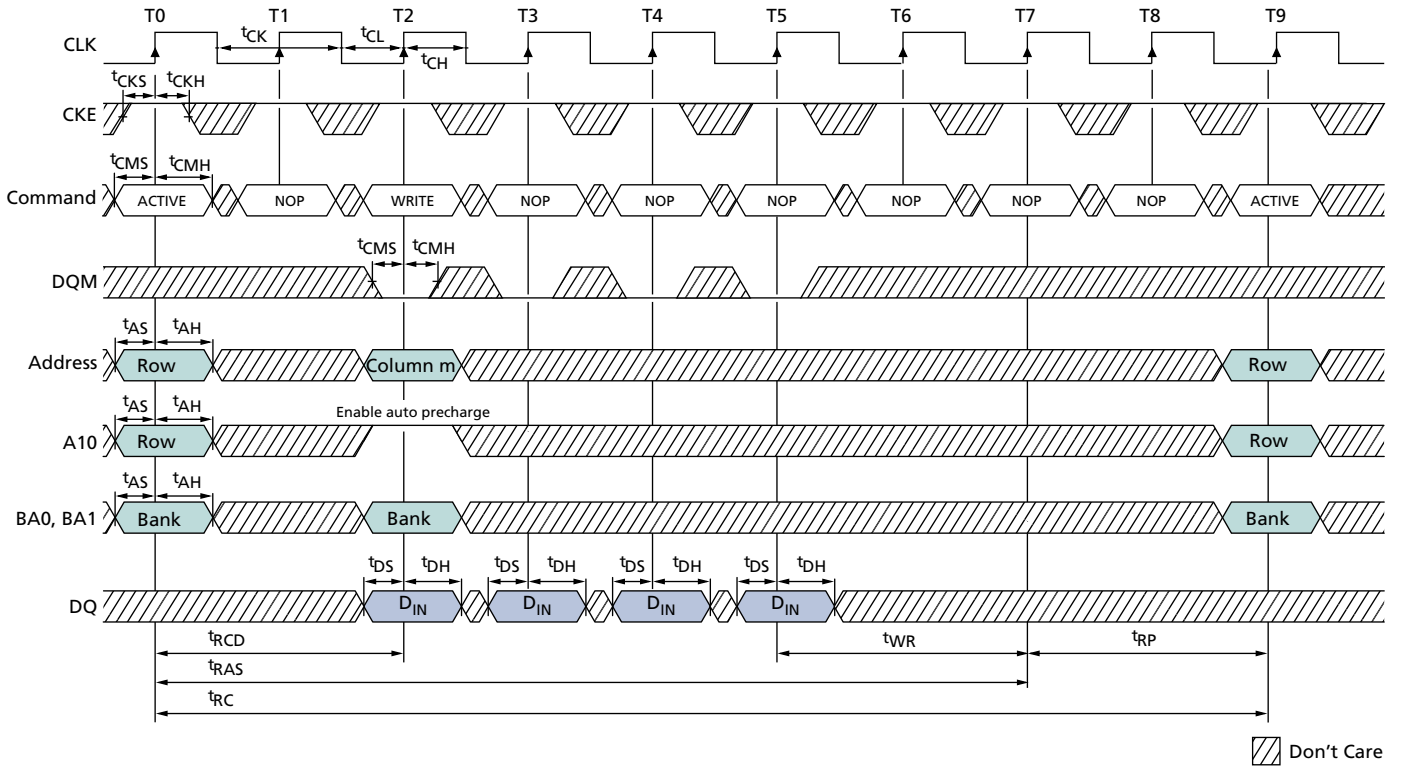 T0 T1 T2 T3 T4 T5 T6 T7 T8 T9
CLK
tCK tCL
tCH
tCKS tCKH
CKE
tCMS tCMH
Command ACTIVE NOP WRITE NOP NOP NOP NOP NOP NOP ACTIVE
tCMS tCMH
DQM
tAS tAH
Address Row Column m Row
tAS tAH Enable auto precharge
A10 Row Row
tAS tAH
BA0, BA1 Bank Bank Bank
tDS tDH tDS tDH tDS tDH tDS tDH
DQ DIN DIN DIN DIN
tRCD tWR tRP
tRAS
tRC
Don't Care